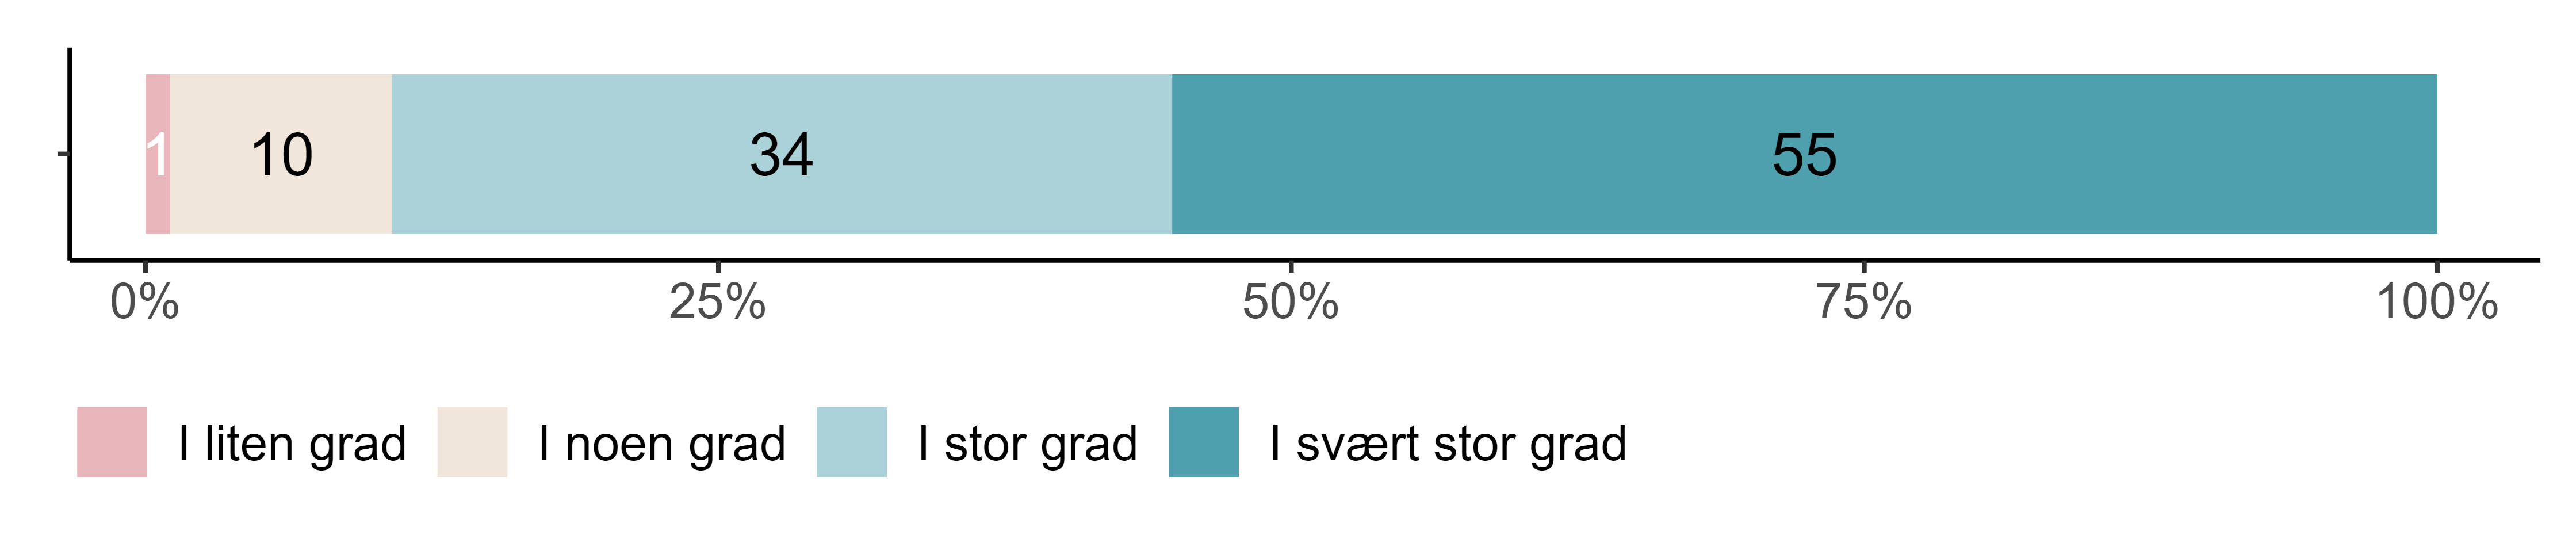 1 10 34 55
0% 25% 50% 75% 100%
I liten grad I noen grad I stor grad I svært stor grad